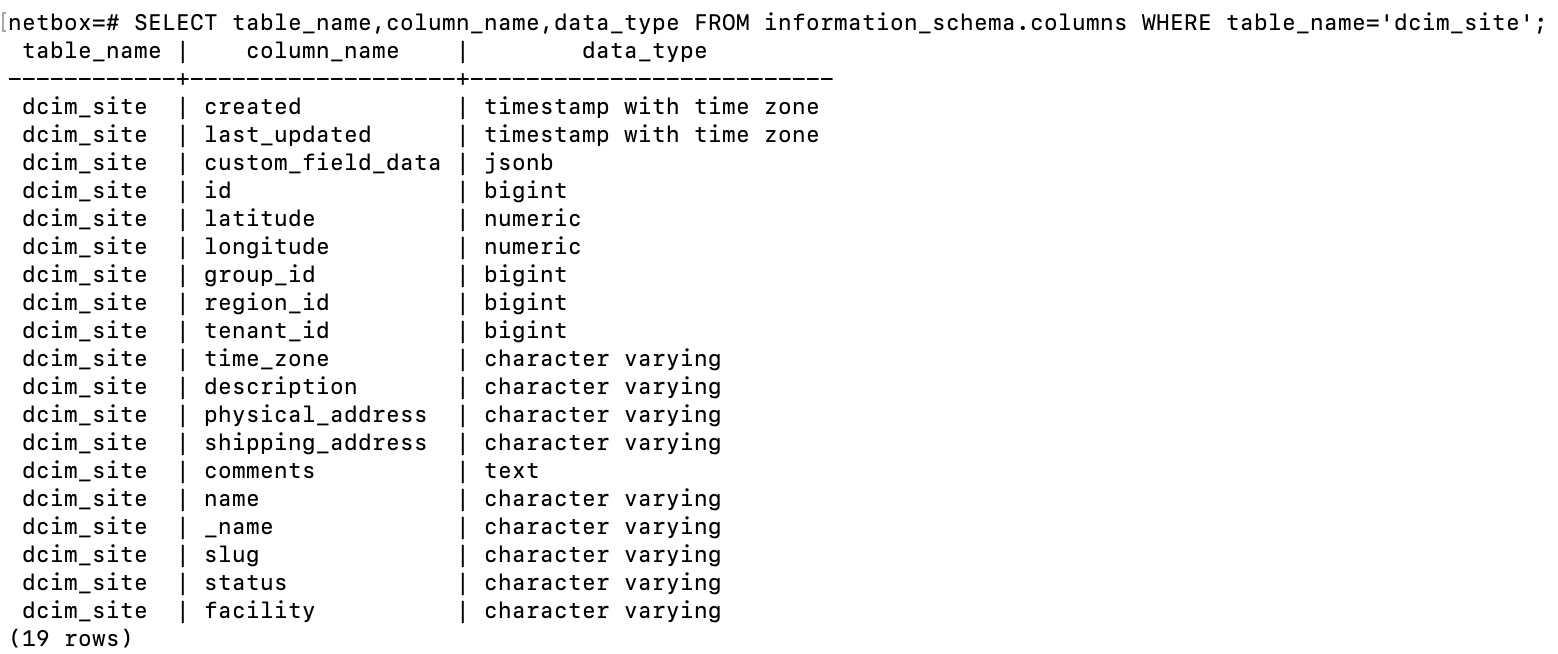 [netbox=# SELECT table_name,column_name,data_type FROM information_schema.columns WHERE table_name='dcim_site';
 table_name |    column_name    |        data_type
------------+-------------------+--------------------------
 dcim_site  | created           | timestamp with time zone
 dcim_site  | last_updated      | timestamp with time zone
 dcim_site  | custom_field_data | jsonb
 dcim_site  | id                | bigint
 dcim_site  | latitude          | numeric
 dcim_site  | longitude         | numeric
 dcim_site  | group_id          | bigint
 dcim_site  | region_id         | bigint
 dcim_site  | tenant_id         | bigint
 dcim_site  | time_zone         | character varying
 dcim_site  | description       | character varying
 dcim_site  | physical_address  | character varying
 dcim_site  | shipping_address  | character varying
 dcim_site  | comments          | text
 dcim_site  | name              | character varying
 dcim_site  | _name             | character varying
 dcim_site  | slug              | character varying
 dcim_site  | status            | character varying
 dcim_site  | facility          | character varying
(19 rows)